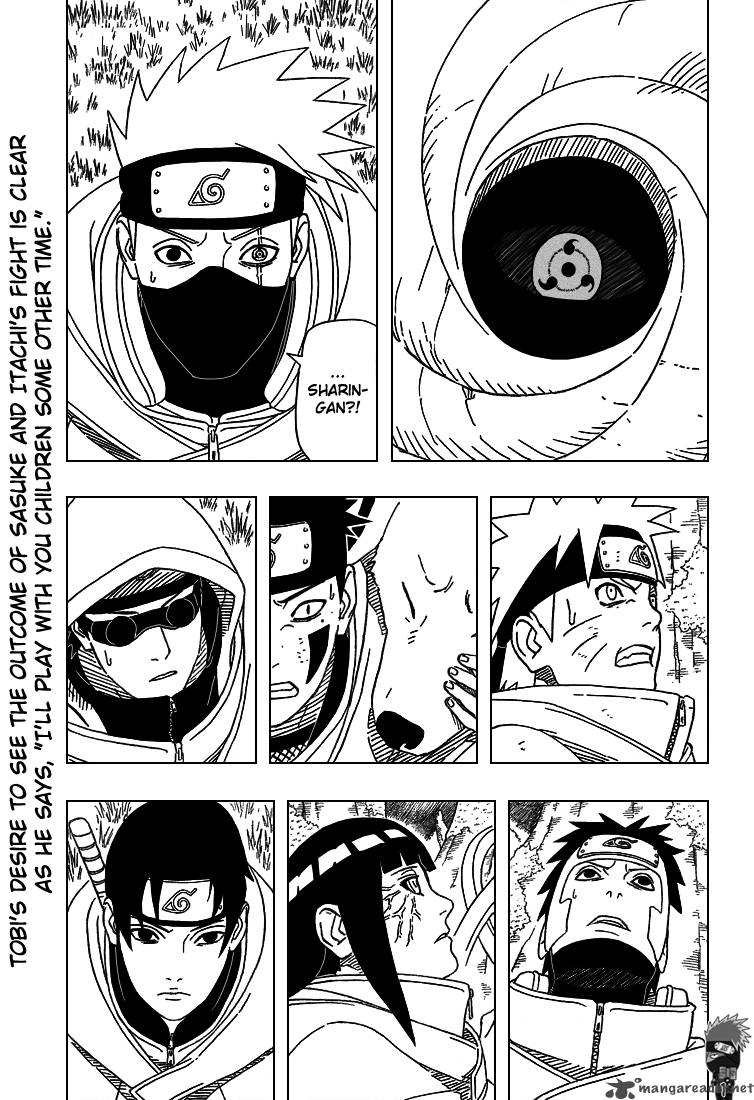 TOBI'S DESIRE TO SEE THE OUTCOME OF SASUKE AND ITACHI'S FIGHT IS CLEAR
AS HE SAYS, "I'LL PLAY WITH YOU CHILDREN SOME OTHER TIME."
...
SHARIN-
GAN?!
1
mangareader.net